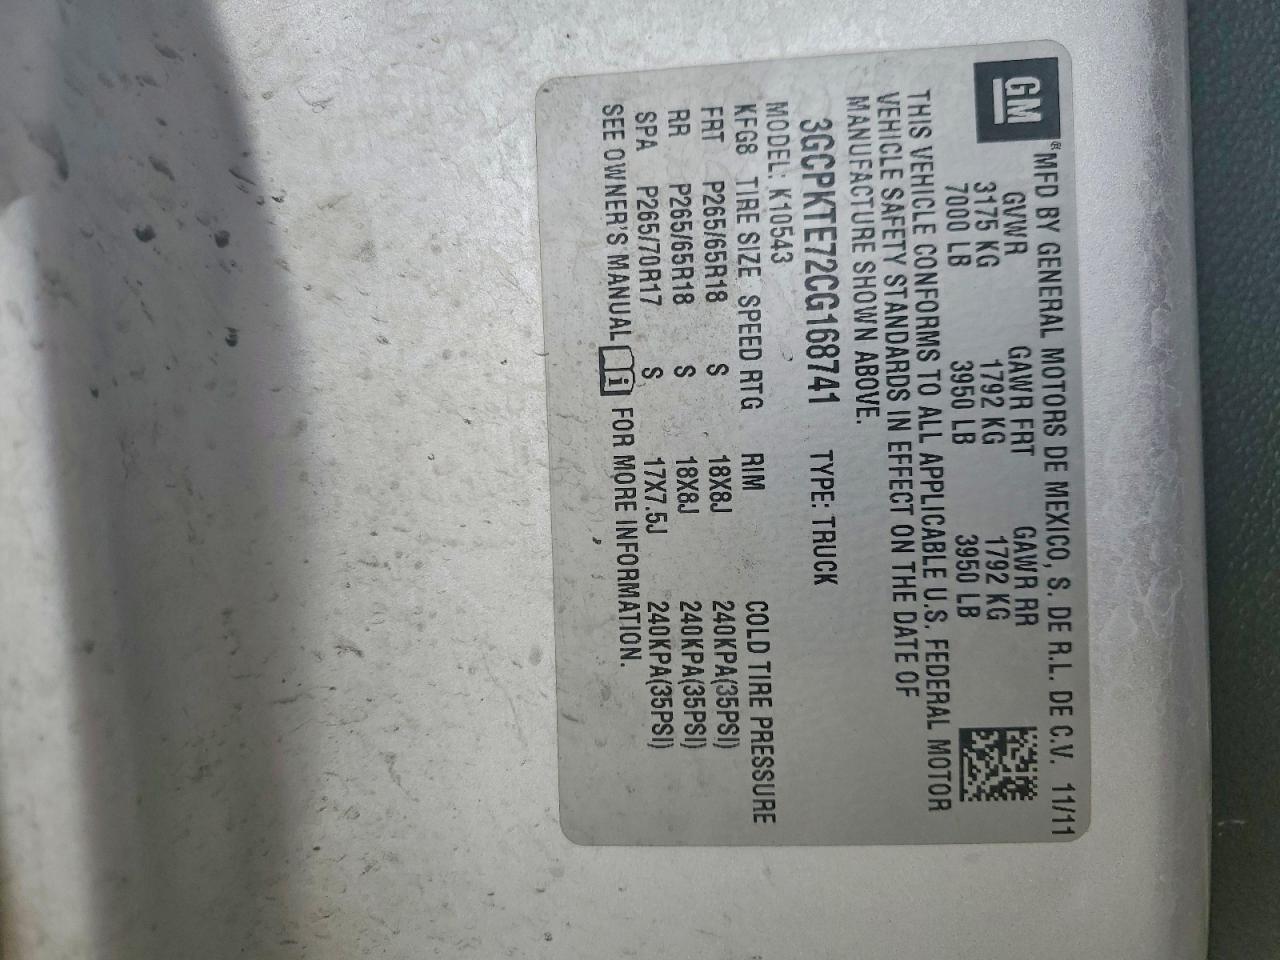 GM
® MFD BY GENERAL MOTORS DE MEXICO, S. DE R.L. DE C.V. 11/11
GVWR GAWR FRT GAWR RR
3175 KG 1792 KG 1792 KG
7000 LB 3950 LB 3950 LB
THIS VEHICLE CONFORMS TO ALL APPLICABLE U.S. FEDERAL MOTOR
VEHICLE SAFETY STANDARDS IN EFFECT ON THE DATE OF
MANUFACTURE SHOWN ABOVE.
3GCPKTE72CG168741 TYPE: TRUCK
MODEL: K10543
KFG8 TIRE SIZE SPEED RTG RIM COLD TIRE PRESSURE
FRT P265/65R18 S 18X8J 240KPA(35PSI)
RR P265/65R18 S 18X8J 240KPA(35PSI)
SPA P265/70R17 S 17X7.5J 240KPA(35PSI)
SEE OWNER'S MANUAL i FOR MORE INFORMATION.